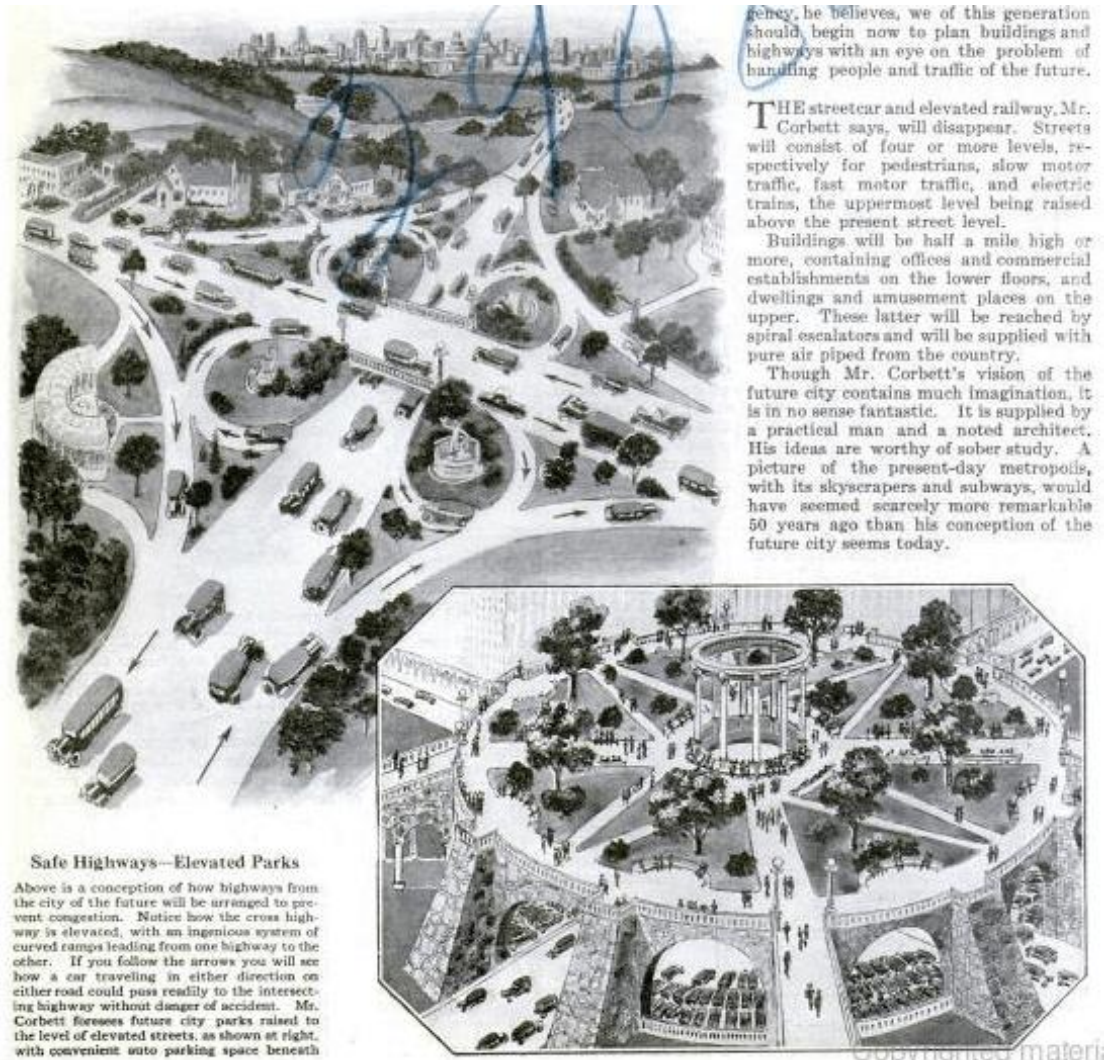 gency, he believes, we of this generation
should begin now to plan buildings and
highways with an eye on the problem of
handling people and traffic of the future.
THE streetcar and elevated railway, Mr.
Corbett says, will disappear. Streets
will consist of four or more levels, re-
spectively for pedestrians, slow motor
traffic, fast motor traffic, and electric
trains, the uppermost level being raised
above the present street level.
Buildings will be half a mile high or
more, containing offices and commercial
establishments on the lower floors, and
dwellings and amusement places on the
upper. These latter will be reached by
spiral escalators and will be supplied with
pure air piped from the country.
Though Mr. Corbett's vision of the
future city contains much imagination, it
is in no sense fantastic. It is supplied by
a practical man and a noted architect.
His ideas are worthy of sober study. A
picture of the present-day metropolis,
with its skyscrapers and subways, would
have seemed scarcely more remarkable
50 years ago than his conception of the
future city seems today.
Safe Highways—Elevated Parks
Above is a conception of how highways from
the city of the future will be arranged to pre-
vent congestion. Notice how the cross high-
way is elevated, with an ingenious system of
curved ramps leading from one highway to the
other. If you follow the arrows you will see
how a car traveling in either direction on
either road could pass readily to the intersect-
ing highway without danger of accident. Mr.
Corbett foresees future city parks raised to
the level of elevated streets, as shown at right,
with convenient auto parking space beneath
Copyrighted materi